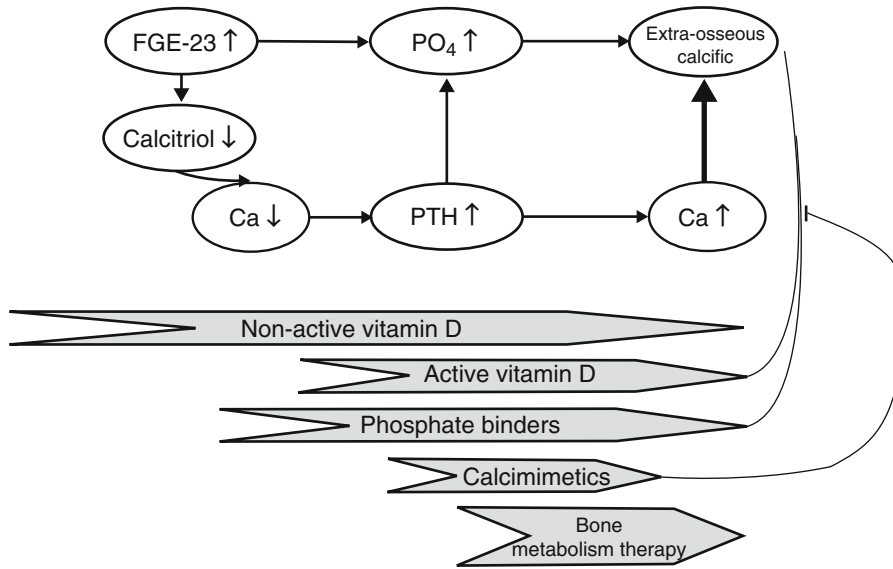 FGE-23 ↑
PO₄ ↑
Extra-osseous
calcific
Calcitriol ↓
Ca ↓
PTH ↑
Ca ↑
Non-active vitamin D
Active vitamin D
Phosphate binders
Calcimimetics
Bone
metabolism therapy